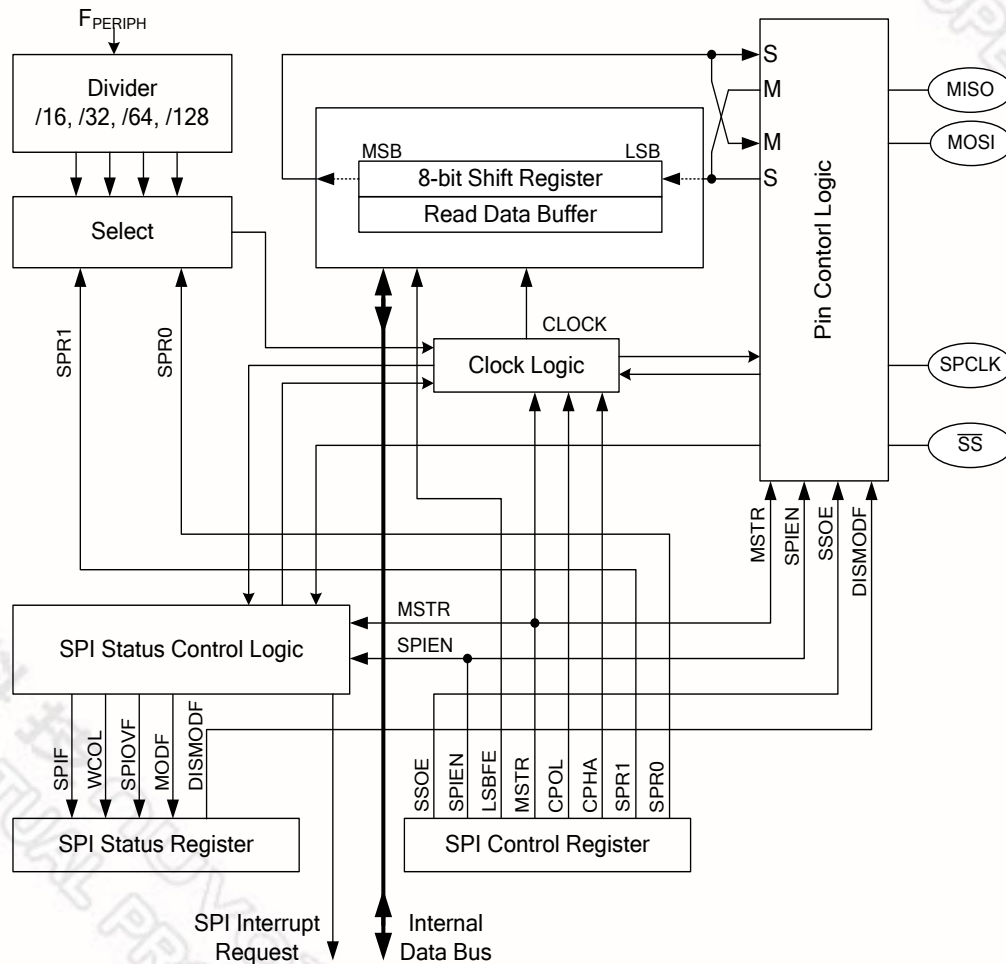 FPERIPH
Divider
/16, /32, /64, /128
Select
SPR1
SPR0
MSB
LSB
8-bit Shift Register
Read Data Buffer
CLOCK
Clock Logic
S
M
M
S
Pin Contorl Logic
MISO
MOSI
SPCLK
SS
MSTR
SPIEN
SSOE
DISMODF
MSTR
SPIEN
SPI Status Control Logic
SPIF
WCOL
SPIOVF
MODF
DISMODF
SPI Status Register
SSOE
SPIEN
LSBFE
MSTR
CPOL
CPHA
SPR1
SPR0
SPI Control Register
SPI Interrupt
Request
Internal
Data Bus